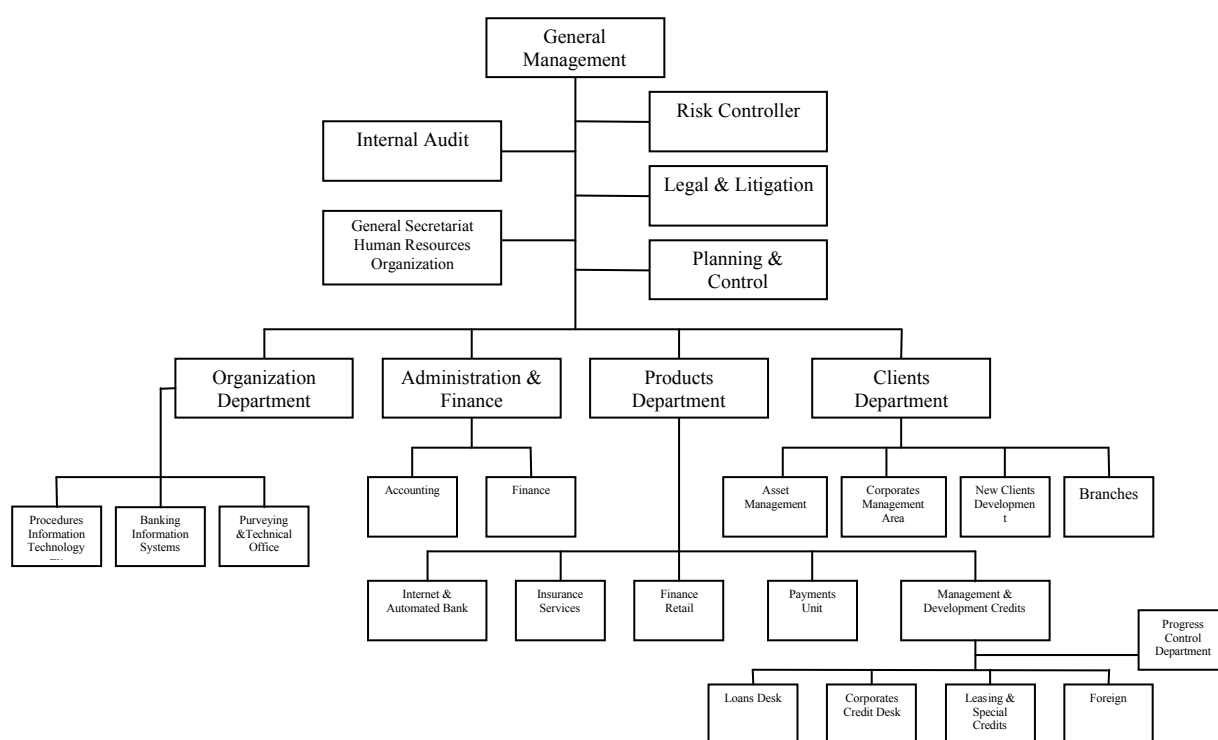 General
Management
Risk Controller
Internal Audit
Legal & Litigation
General Secretariat
Human Resources
Organization
Planning &
Control
Organization
Department
Administration &
Finance
Products
Department
Clients
Department
Accounting
Finance
Asset
Management
Corporates
Management
Area
New Clients
Developmen
t
Branches
Procedures
Information
Technology
Banking
Information
Systems
Purveying
&Technical
Office
Internet &
Automated Bank
Insurance
Services
Finance
Retail
Payments
Unit
Management &
Development Credits
Progress
Control
Department
Loans Desk
Corporates
Credit Desk
Leasing &
Special
Credits
Foreign